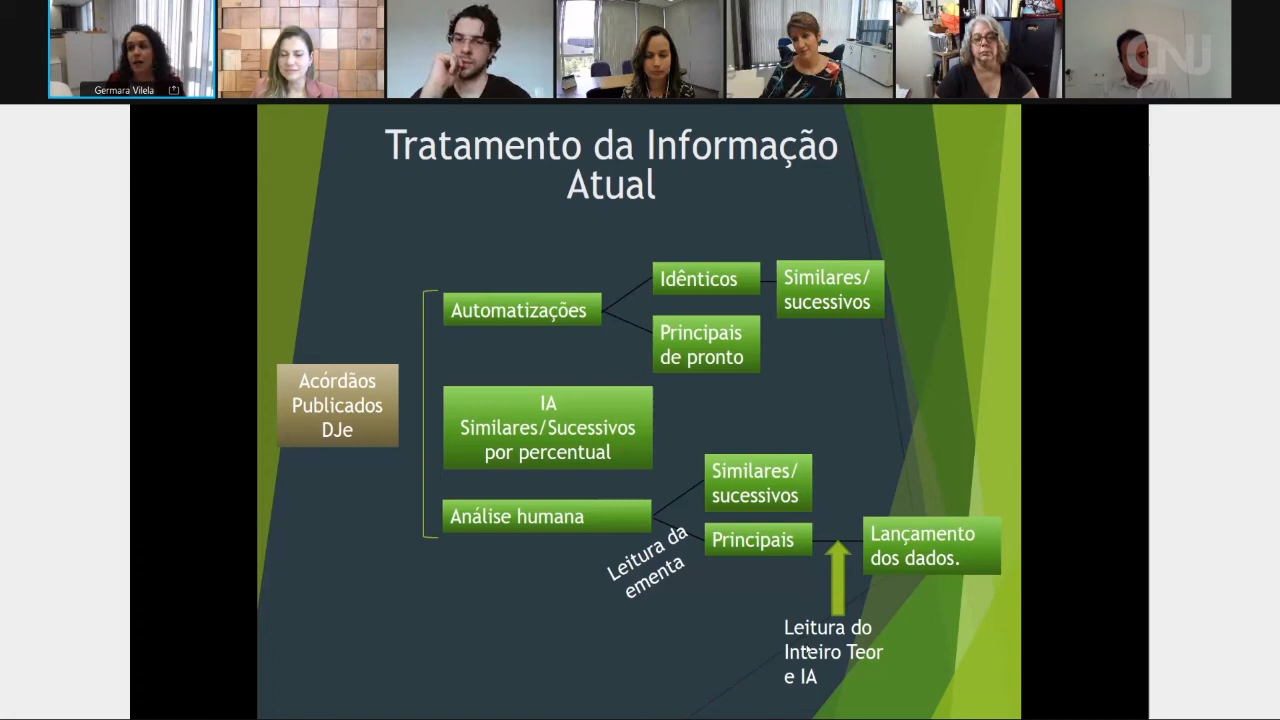 Germara Vilela
CNJ
Tratamento da Informação
Atual
Acórdãos
Publicados
DJe
Automatizações
Idênticos
Similares/
sucessivos
Principais
de pronto
IA
Similares/Sucessivos
por percentual
Análise humana
Leitura da
ementa
Similares/
sucessivos
Principais
Lançamento
dos dados.
Leitura do
Inteiro Teor
e IA